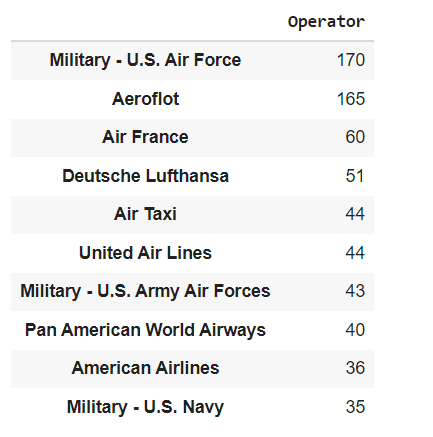 Operator
Military - U.S. Air Force 170
Aeroflot 165
Air France 60
Deutsche Lufthansa 51
Air Taxi 44
United Air Lines 44
Military - U.S. Army Air Forces 43
Pan American World Airways 40
American Airlines 36
Military - U.S. Navy 35